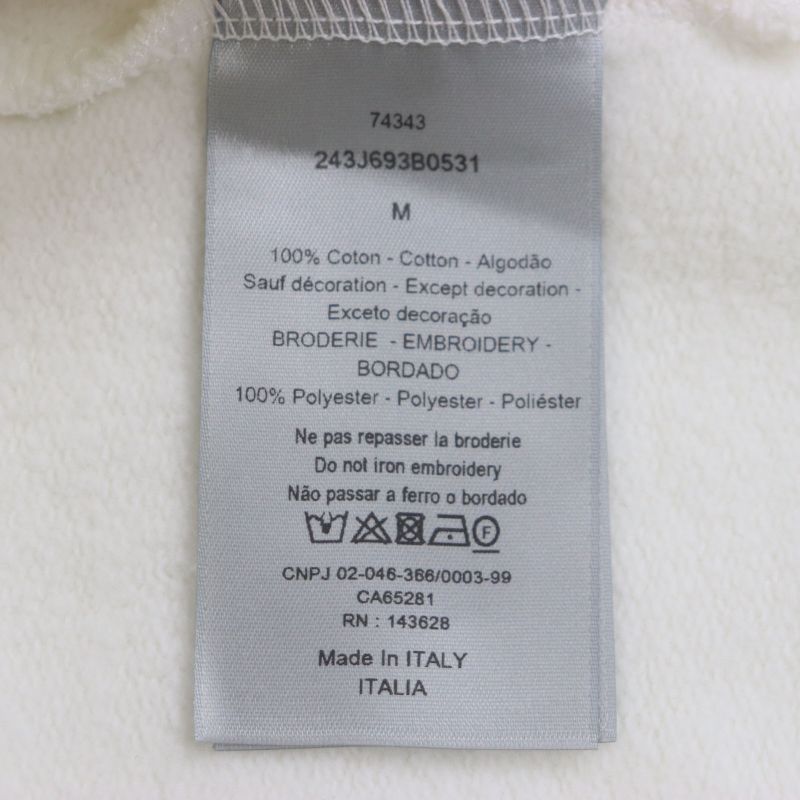 74343
243J693B0531
M
100% Coton - Cotton - Algodão
Sauf décoration - Except decoration -
Exceto decoração
BRODERIE - EMBROIDERY -
BORDADO
100% Polyester - Polyester - Poliéster
Ne pas repasser la broderie
Do not iron embroidery
Não passar a ferro o bordado
F
CNPJ 02-046-366/0003-99
CA65281
RN : 143628
Made In ITALY
ITALIA